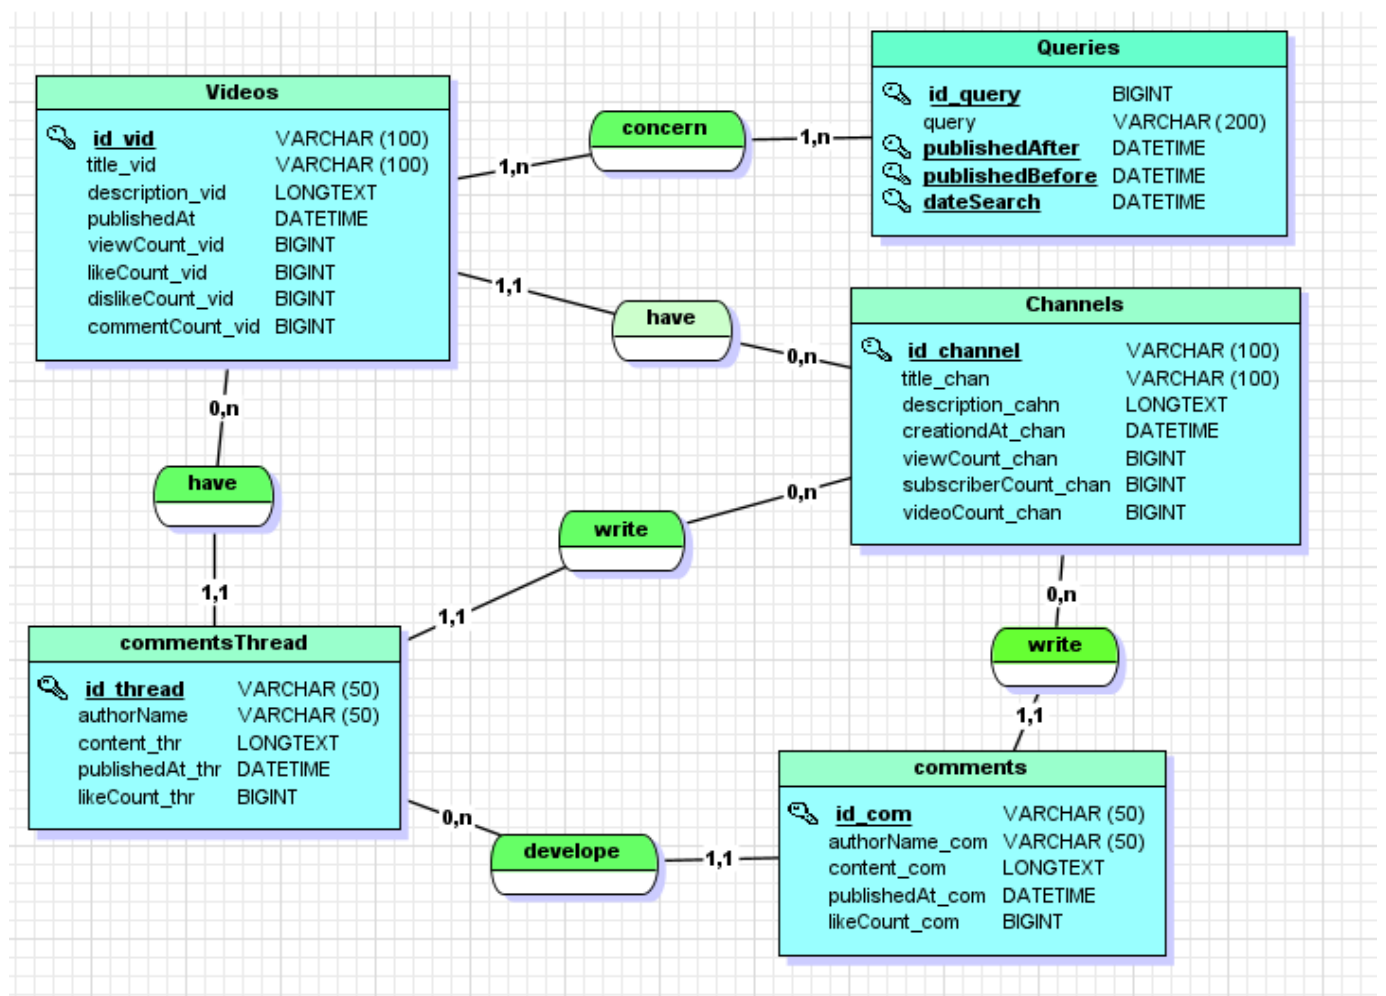 Queries
id_query BIGINT
query VARCHAR (200)
publishedAfter DATETIME
publishedBefore DATETIME
dateSearch DATETIME
Videos
id_vid VARCHAR (100)
title_vid VARCHAR (100)
description_vid LONGTEXT
publishedAt DATETIME
viewCount_vid BIGINT
likeCount_vid BIGINT
dislikeCount_vid BIGINT
commentCount_vid BIGINT
concern
1,n
1,n
1,1
have
0,n
Channels
id_channel VARCHAR (100)
title_chan VARCHAR (100)
description_cahn LONGTEXT
creationdAt_chan DATETIME
viewCount_chan BIGINT
subscriberCount_chan BIGINT
videoCount_chan BIGINT
0,n
have
1,1
0,n
write
1,1
0,n
write
1,1
commentsThread
id_thread VARCHAR (50)
authorName VARCHAR (50)
content_thr LONGTEXT
publishedAt_thr DATETIME
likeCount_thr BIGINT
0,n
develope
1,1
comments
id_com VARCHAR (50)
authorName_com VARCHAR (50)
content_com LONGTEXT
publishedAt_com DATETIME
likeCount_com BIGINT